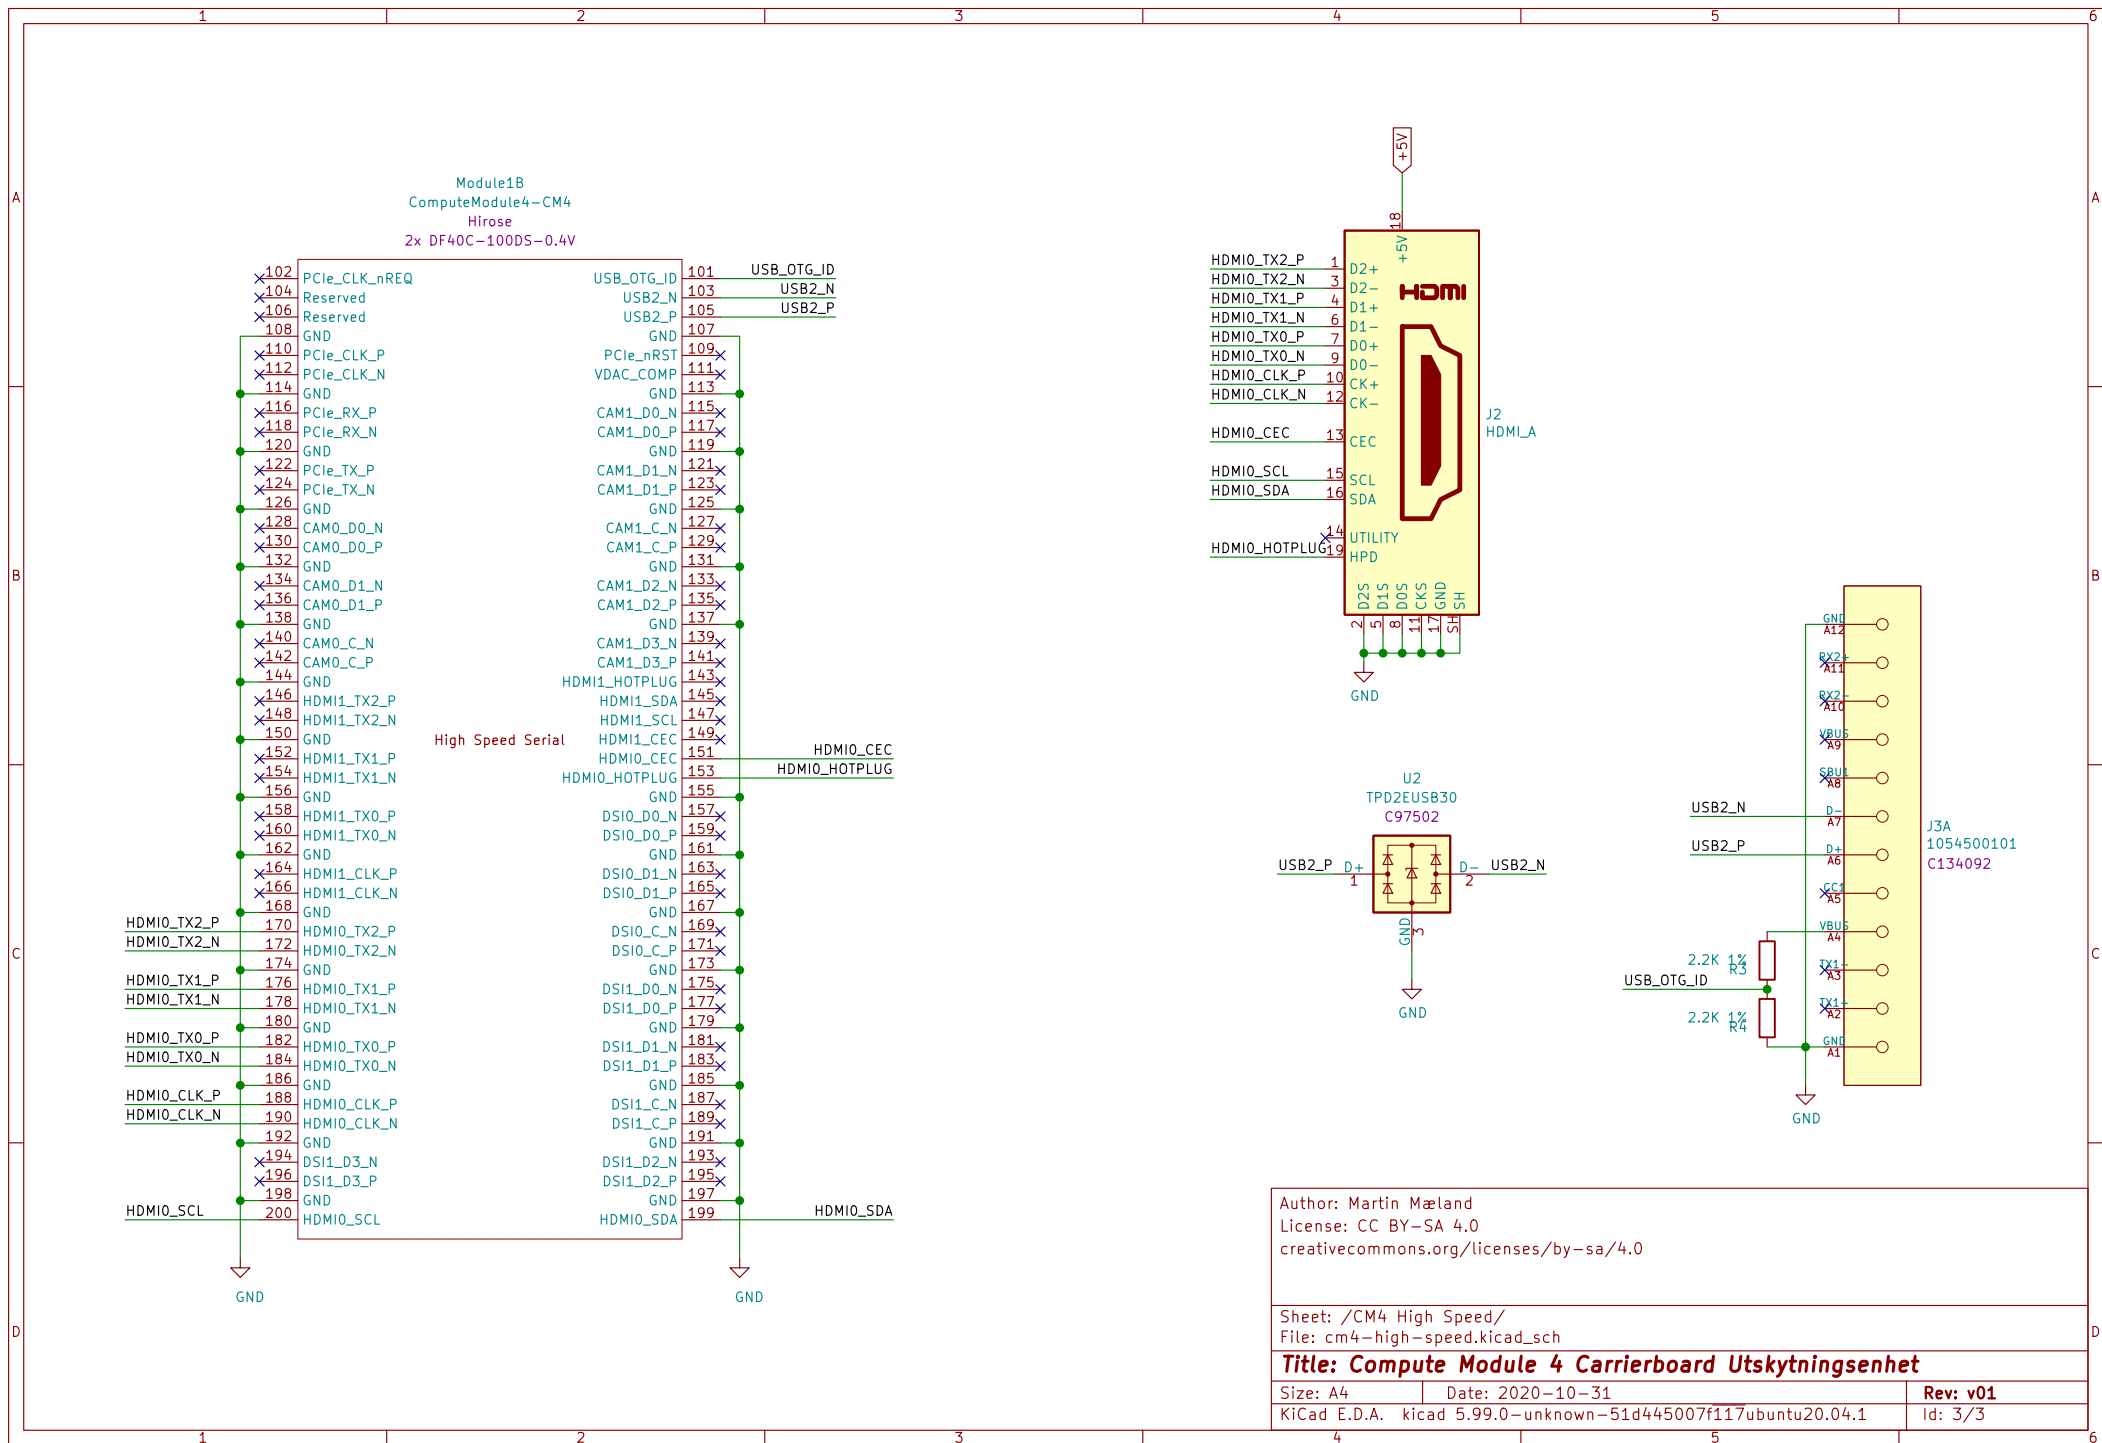 1 2 3 4 5 6
A
B
C
D
A
B
C
D
1 2 3 4 5 6
Module1B
ComputeModule4-CM4
Hirose
2x DF40C-100DS-0.4V
High Speed Serial
102 PCIe_CLK_nREQ
104 Reserved
106 Reserved
108 GND
110 PCIe_CLK_P
112 PCIe_CLK_N
114 GND
116 PCIe_RX_P
118 PCIe_RX_N
120 GND
122 PCIe_TX_P
124 PCIe_TX_N
126 GND
128 CAM0_D0_N
130 CAM0_D0_P
132 GND
134 CAM0_D1_N
136 CAM0_D1_P
138 GND
140 CAM0_C_N
142 CAM0_C_P
144 GND
146 HDMI1_TX2_P
148 HDMI1_TX2_N
150 GND
152 HDMI1_TX1_P
154 HDMI1_TX1_N
156 GND
158 HDMI1_TX0_P
160 HDMI1_TX0_N
162 GND
164 HDMI1_CLK_P
166 HDMI1_CLK_N
168 GND
HDMI0_TX2_P 170 HDMI0_TX2_P
HDMI0_TX2_N 172 HDMI0_TX2_N
174 GND
HDMI0_TX1_P 176 HDMI0_TX1_P
HDMI0_TX1_N 178 HDMI0_TX1_N
180 GND
HDMI0_TX0_P 182 HDMI0_TX0_P
HDMI0_TX0_N 184 HDMI0_TX0_N
186 GND
HDMI0_CLK_P 188 HDMI0_CLK_P
HDMI0_CLK_N 190 HDMI0_CLK_N
192 GND
194 DSI1_D3_N
196 DSI1_D3_P
198 GND
HDMI0_SCL 200 HDMI0_SCL
GND
USB_OTG_ID 101 USB_OTG_ID
USB2_N 103 USB2_N
USB2_P 105 USB2_P
GND 107
PCIe_nRST 109
VDAC_COMP 111
GND 113
CAM1_D0_N 115
CAM1_D0_P 117
GND 119
CAM1_D1_N 121
CAM1_D1_P 123
GND 125
CAM1_C_N 127
CAM1_C_P 129
GND 131
CAM1_D2_N 133
CAM1_D2_P 135
GND 137
CAM1_D3_N 139
CAM1_D3_P 141
HDMI1_HOTPLUG 143
HDMI1_SDA 145
HDMI1_SCL 147
HDMI1_CEC 149
HDMI0_CEC 151 HDMI0_CEC
HDMI0_HOTPLUG 153 HDMI0_HOTPLUG
GND 155
DSI0_D0_N 157
DSI0_D0_P 159
GND 161
DSI0_D1_N 163
DSI0_D1_P 165
GND 167
DSI0_C_N 169
DSI0_C_P 171
GND 173
DSI1_D0_N 175
DSI1_D0_P 177
GND 179
DSI1_D1_N 181
DSI1_D1_P 183
GND 185
DSI1_C_N 187
DSI1_C_P 189
GND 191
DSI1_D2_N 193
DSI1_D2_P 195
GND 197
HDMI0_SDA 199 HDMI0_SDA
GND
+5V
18
+5V
HDMI
HDMI0_TX2_P 1 D2+
HDMI0_TX2_N 3 D2-
HDMI0_TX1_P 4 D1+
HDMI0_TX1_N 6 D1-
HDMI0_TX0_P 7 D0+
HDMI0_TX0_N 9 D0-
HDMI0_CLK_P 10 CK+
HDMI0_CLK_N 12 CK-
HDMI0_CEC 13 CEC
HDMI0_SCL 15 SCL
HDMI0_SDA 16 SDA
14 UTILITY
HDMI0_HOTPLUG 19 HPD
J2
HDMI_A
D2S D1S D0S CKS GND SH
2 5 8 11 17 SH
GND
U2
TPD2EUSB30
C97502
USB2_P D+ 1
D- 2 USB2_N
GND 3
GND
GND A12
RX2+ A11
RX2- A10
VBUS A9
SBU1 A8
USB2_N D- A7
USB2_P D+ A6
CC1 A5
VBUS A4
TX1- A3
TX1+ A2
GND A1
J3A
1054500101
C134092
2.2K 1%
R3
USB_OTG_ID
2.2K 1%
R4
GND
Author: Martin Mæland
License: CC BY-SA 4.0
creativecommons.org/licenses/by-sa/4.0
Sheet: /CM4 High Speed/
File: cm4-high-speed.kicad_sch
Title: Compute Module 4 Carrierboard Utskytningsenhet
Size: A4 Date: 2020-10-31 Rev: v01
KiCad E.D.A. kicad 5.99.0-unknown-51d445007f117ubuntu20.04.1 Id: 3/3